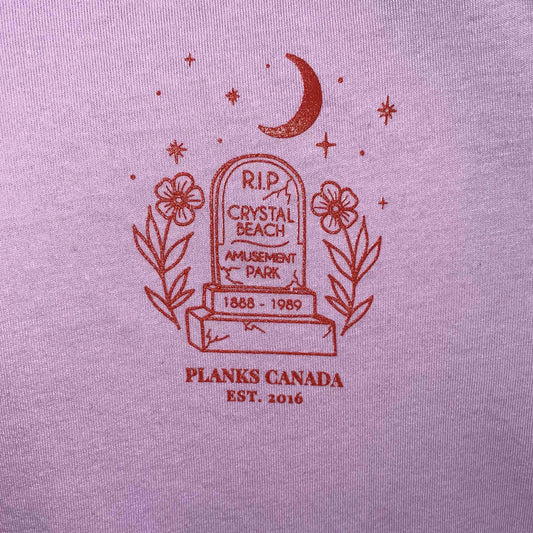 R.I.P
CRYSTAL
BEACH
AMUSEMENT
PARK
1888 - 1989
PLANKS CANADA
EST. 2016